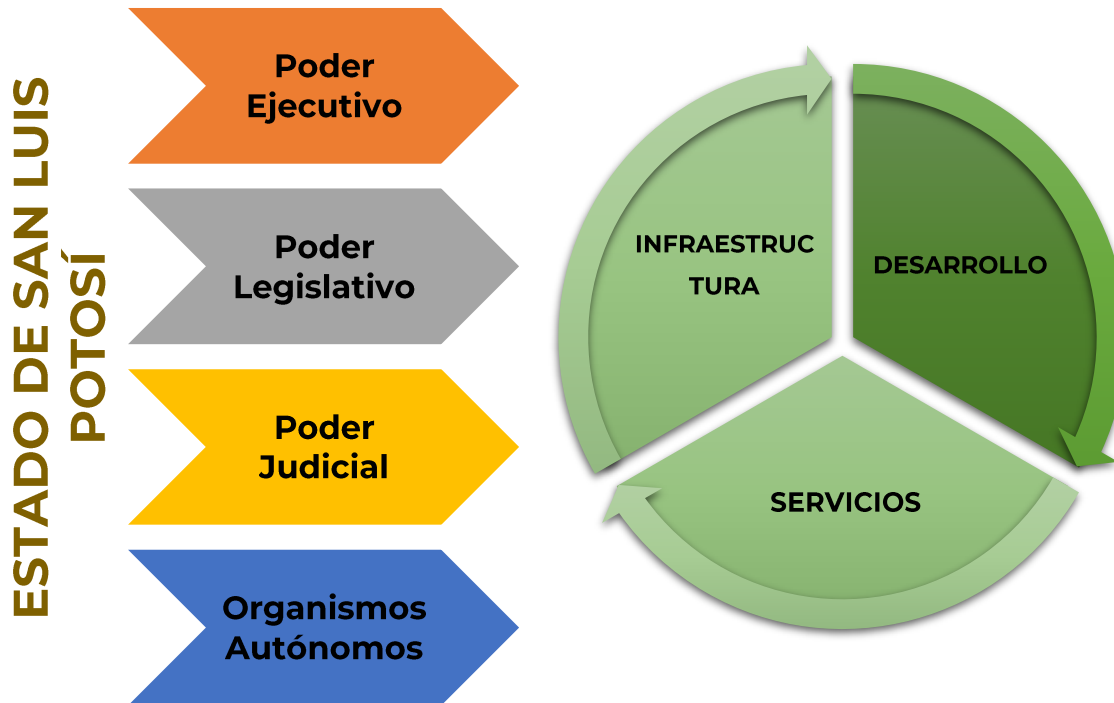 ESTADO DE SAN LUIS
POTOSÍ
Poder
Ejecutivo
Poder
Legislativo
Poder
Judicial
Organismos
Autónomos
INFRAESTRUC
TURA
DESARROLLO
SERVICIOS